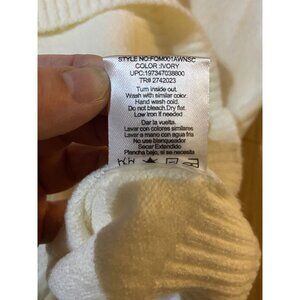 STYLE NO:FQM001AWNSC
COLOR :IVORY
UPC:197347038800
TR# 2742023
Turn inside out.
Wash with similar color.
Hand wash cold.
Do not bleach.Dry flat.
Low iron if needed
Dar la vuelta.
Lavar con colores similares
Lavar a mano con agua fria
No use blanqueador
Secar Extendido
Plancha bajo, si se necesita